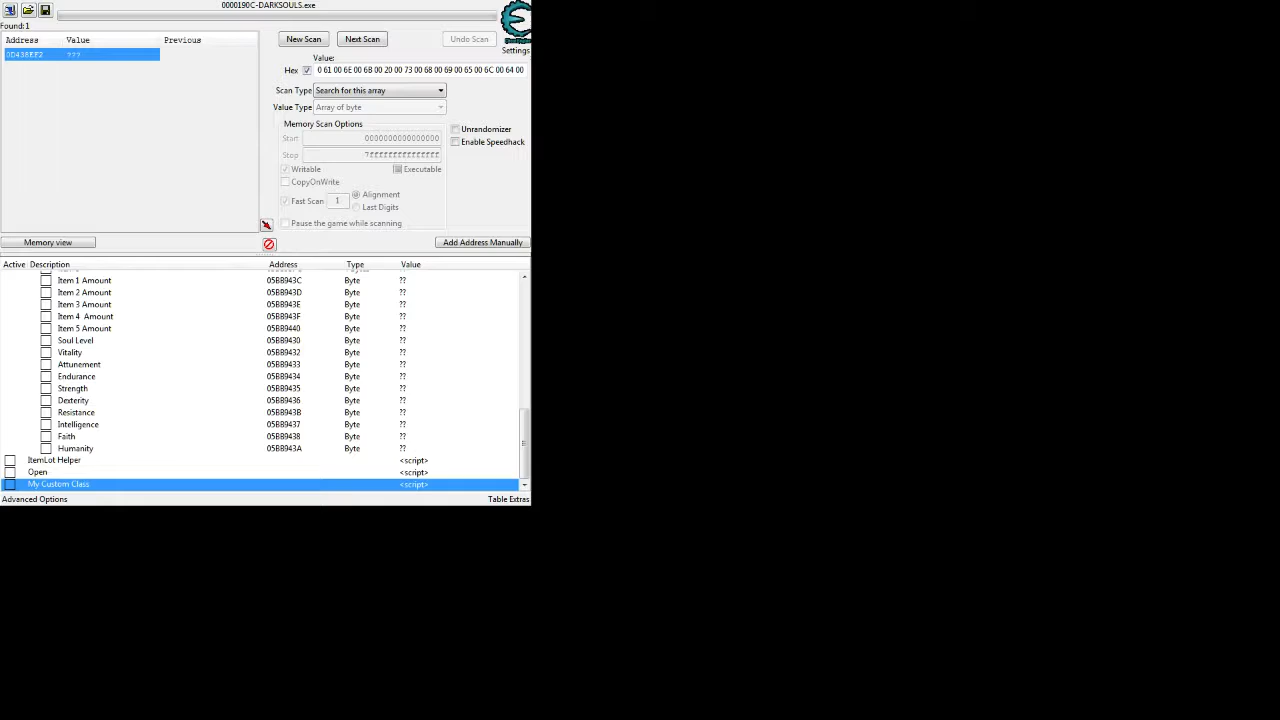 0000190C-DARKSOULS.exe
Found:1
Address Value Previous
0D438EF2 ???
New Scan Next Scan Undo Scan
Settings
Value:
Hex 0 61 00 6E 00 6B 00 20 00 73 00 68 00 69 00 65 00 6C 00 64 00
Scan Type Search for this array
Value Type Array of byte
Memory Scan Options
Start 0000000000000000
Stop 7fffffffffffffff
Writable Executable
CopyOnWrite
Fast Scan 1 Alignment
Last Digits
Pause the game while scanning
Unrandomizer
Enable Speedhack
Memory view Add Address Manually
Active Description Address Type Value
Item 1 Amount 05BB943C Byte ??
Item 2 Amount 05BB943D Byte ??
Item 3 Amount 05BB943E Byte ??
Item 4 Amount 05BB943F Byte ??
Item 5 Amount 05BB9440 Byte ??
Soul Level 05BB9430 Byte ??
Vitality 05BB9432 Byte ??
Attunement 05BB9433 Byte ??
Endurance 05BB9434 Byte ??
Strength 05BB9435 Byte ??
Dexterity 05BB9436 Byte ??
Resistance 05BB943B Byte ??
Intelligence 05BB9437 Byte ??
Faith 05BB9438 Byte ??
Humanity 05BB943A Byte ??
ItemLot Helper <script>
Open <script>
My Custom Class <script>
Advanced Options Table Extras